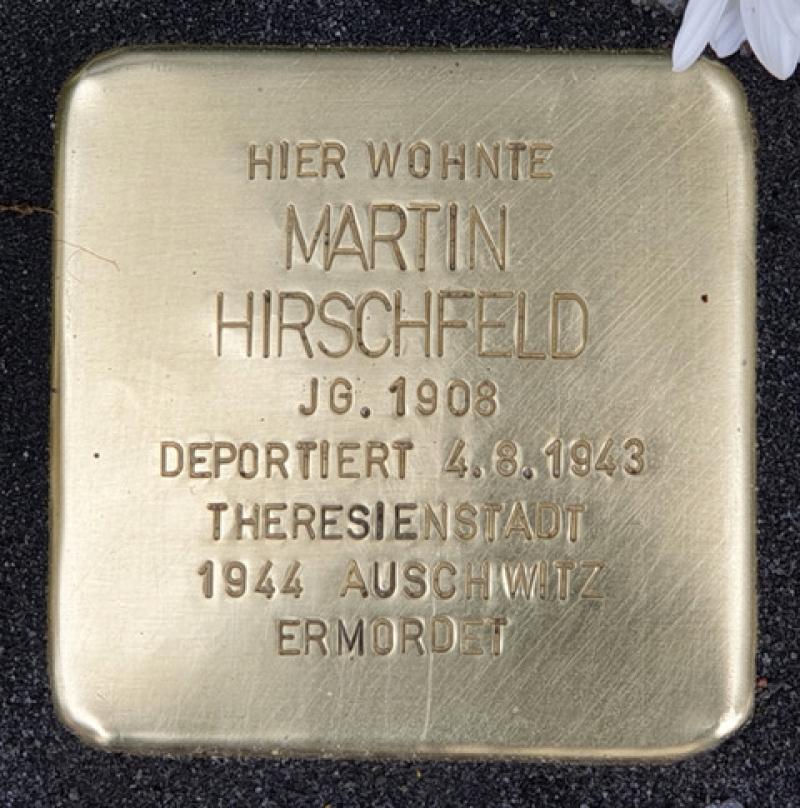 HIER WOHNTE
MARTIN
HIRSCHFELD
JG. 1908
DEPORTIERT 4.8.1943
THERESIENSTADT
1944 AUSCHWITZ
ERMORDET